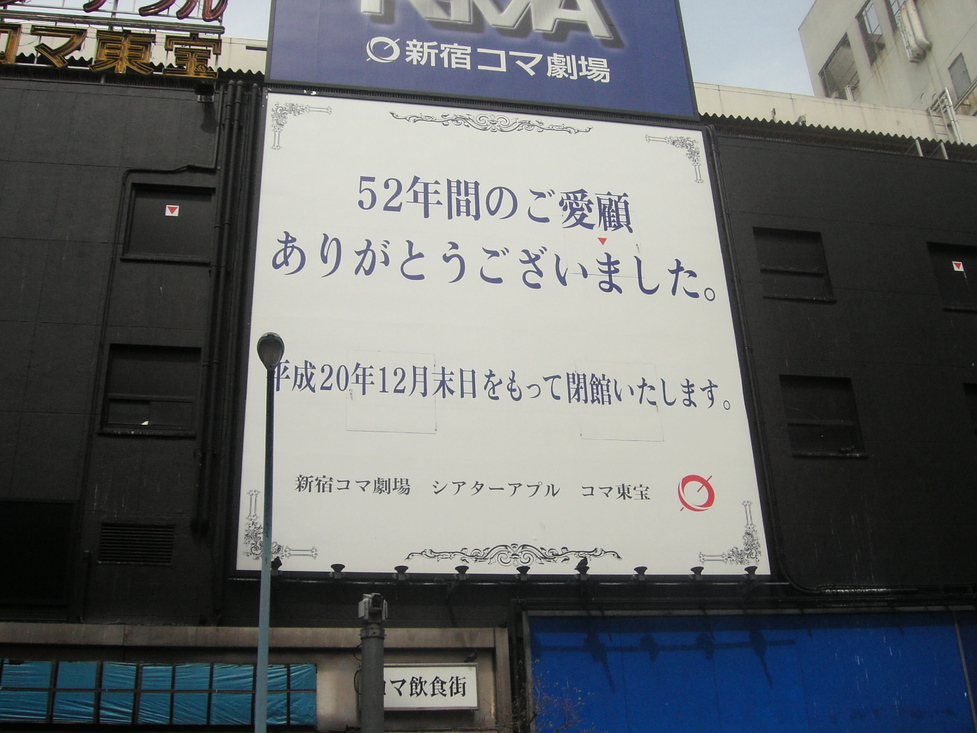 KOMA
新宿コマ劇場
コマ東宝
52年間のご愛顧
ありがとうございました。
平成20年12月末日をもって閉館いたします。
新宿コマ劇場 シアターアプル コマ東宝
コマ飲食街